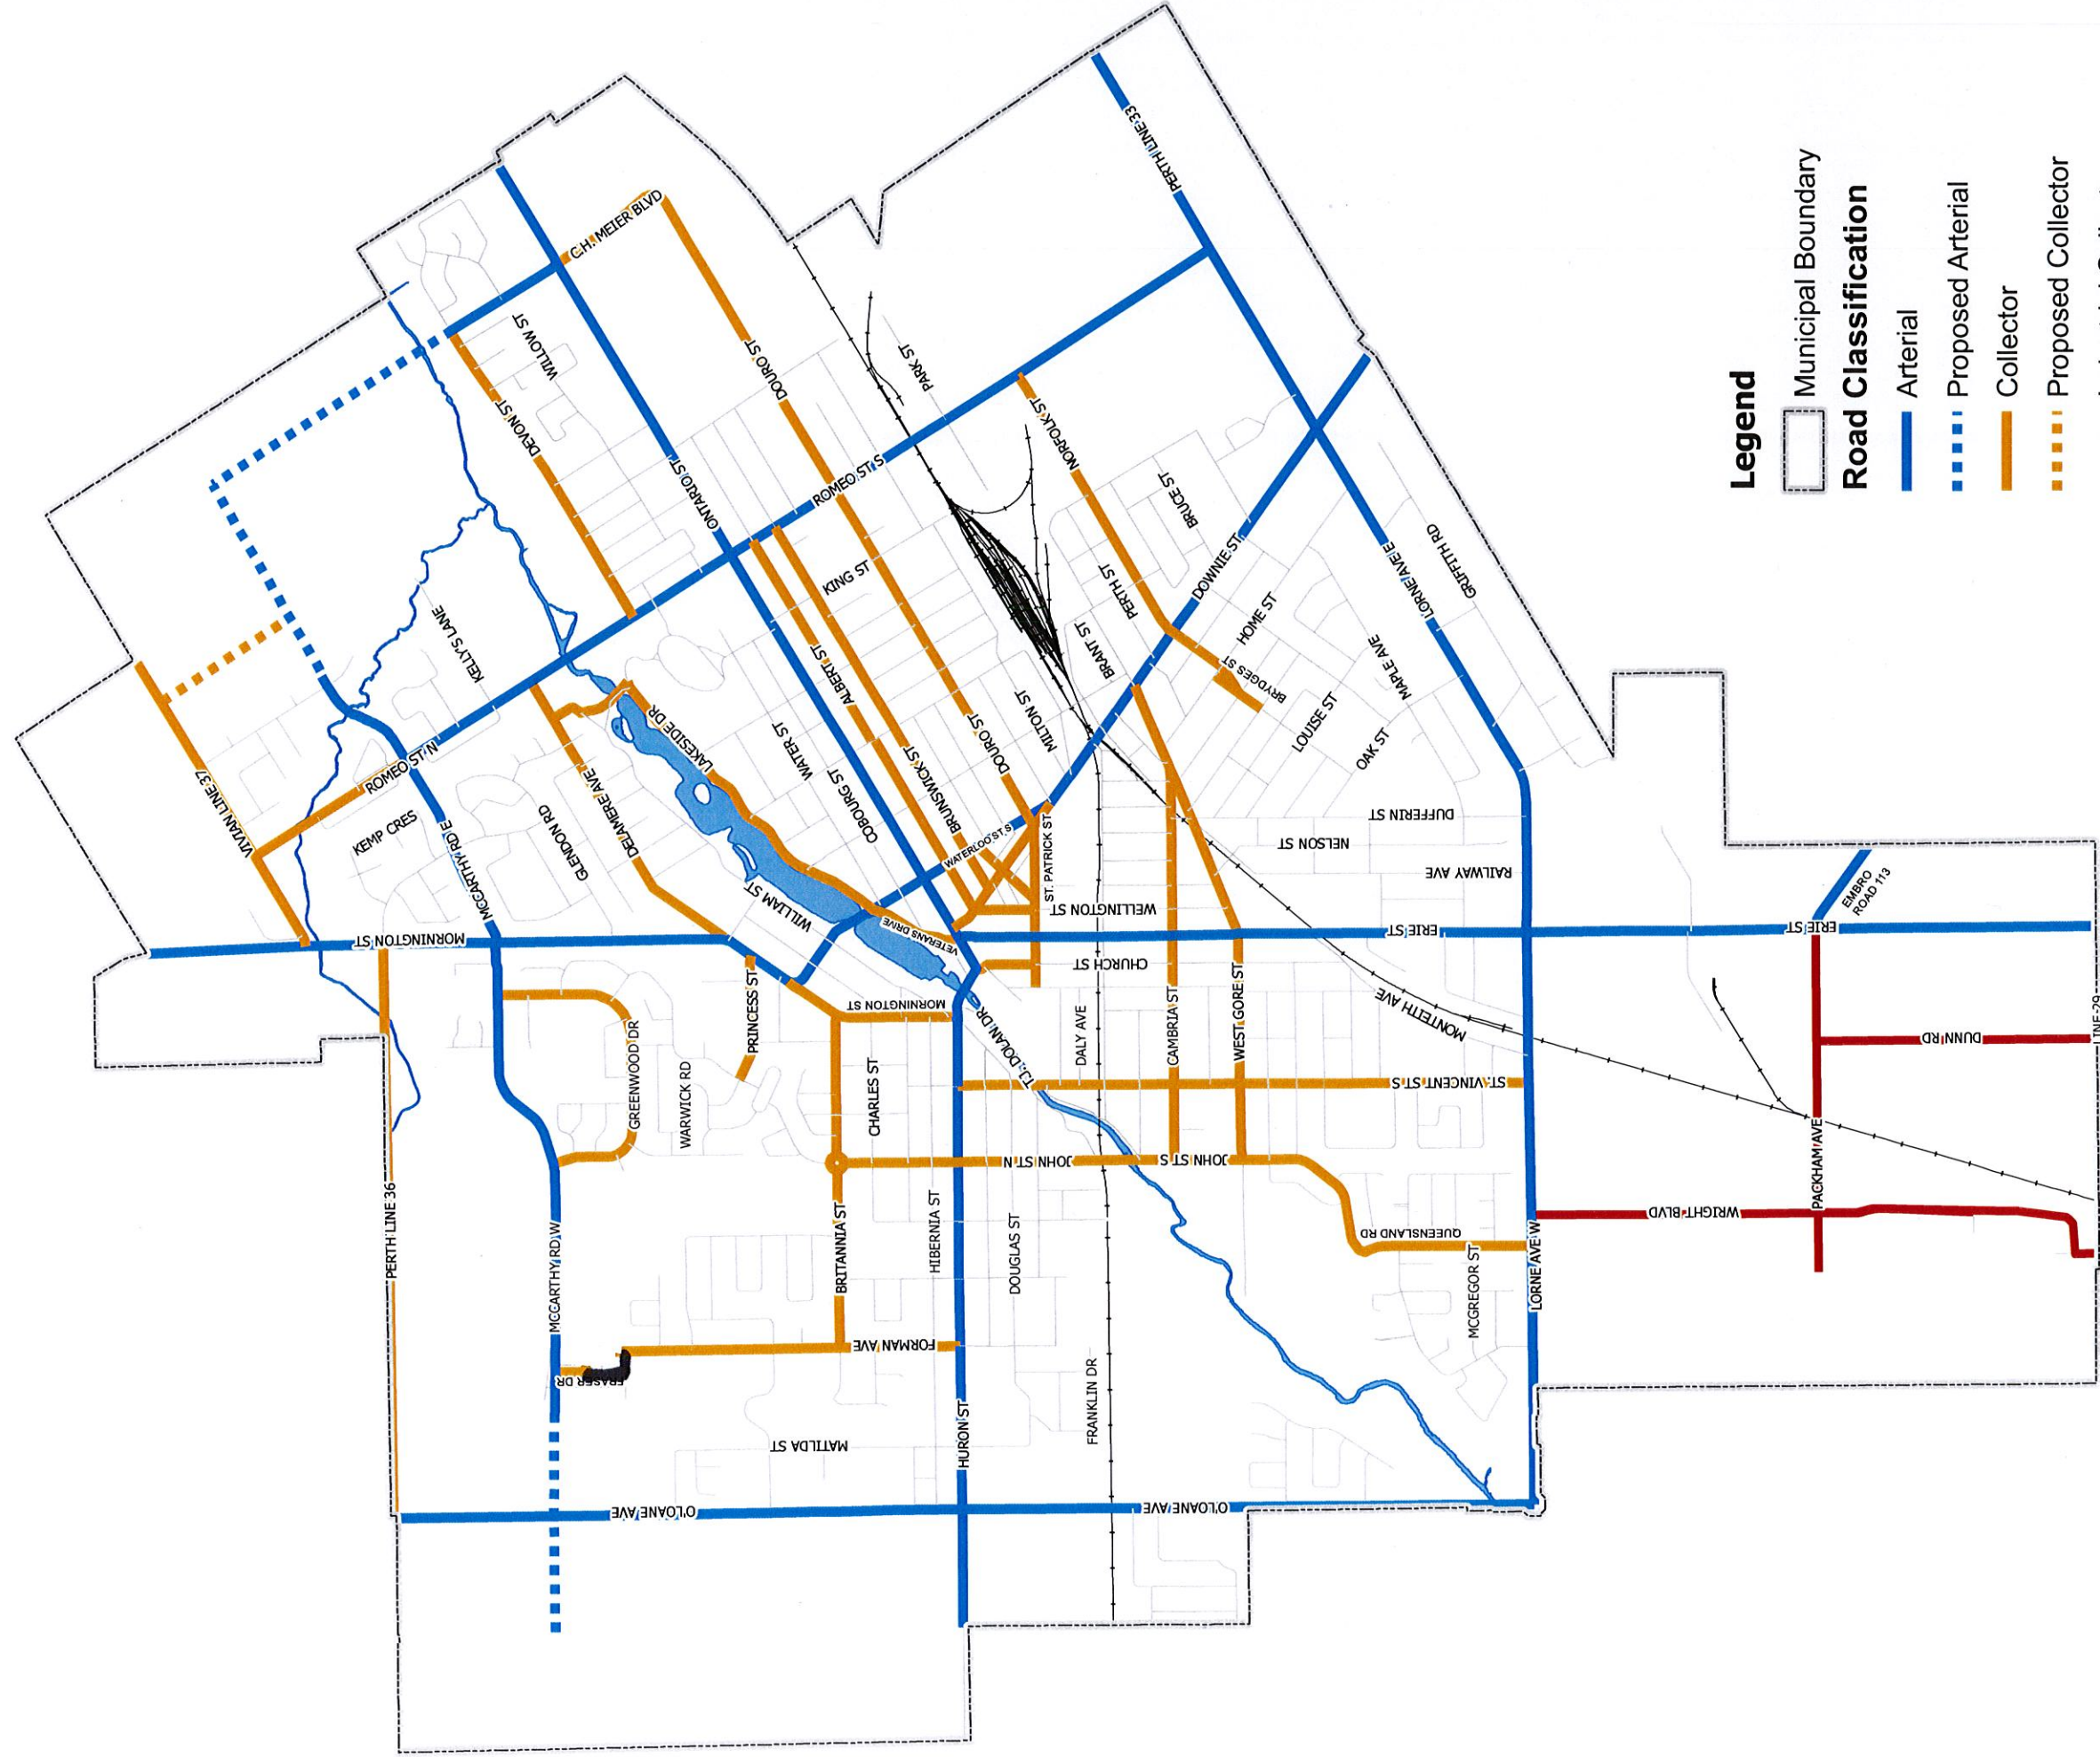 PERTH LINE 33
C.H. MEIER BLVD
WILLOW ST
DEVON ST
DOURO ST
PARK ST
ONTARIO ST
ROMEO ST S
NORFOLK ST
BRUCE ST
KING ST
PERTH ST
DOWNIE ST
LORNE AVE E
GRIFFITH RD
KELLY'S LANE
HOME ST
BRANT ST
BRYDGES ST
MAPLE AVE
LOUISE ST
OAK ST
ALBERT ST
MILTON ST
WATER ST
LAKESIDE DR
DOURO ST
VIVIAN LINE 37
ROMEO ST N
KEMP CRES
MCCARTHY RD E
GLENDON RD
DELAMERE AVE
COBOURG ST
BRUNSWICK ST
WATERLOO ST S
ST. PATRICK ST
DUFFERIN ST
NELSON ST
RAILWAY AVE
WILLIAM ST
WELLINGTON ST
VETERANS DRIVE
MORNINGTON ST
ERIE ST
ERIE ST
EMBRO
ROAD 113
CHURCH ST
PRINCESS ST
MORNINGTON ST
GREENWOOD DR
WARWICK RD
CHARLES ST
T.J. DOLAN DR
DALY AVE
CAMBRIA ST
WEST GORE ST
MONTEITH AVE
DUNN RD
LINE 29
ST. VINCENT ST S
JOHN ST N
JOHN ST S
PACKHAM AVE
PERTH LINE 36
MCCARTHY RD W
BRITANNIA ST
HIBERNIA ST
DOUGLAS ST
QUEENSLAND RD
MCGREGOR ST
LORNE AVE W
WRIGHT BLVD
FORMAN AVE
FRASER DR
MATILDA ST
HURON ST
FRANKLIN DR
O'LOANE AVE
O'LOANE AVE
Legend
Municipal Boundary
Road Classification
Arterial
Proposed Arterial
Collector
Proposed Collector